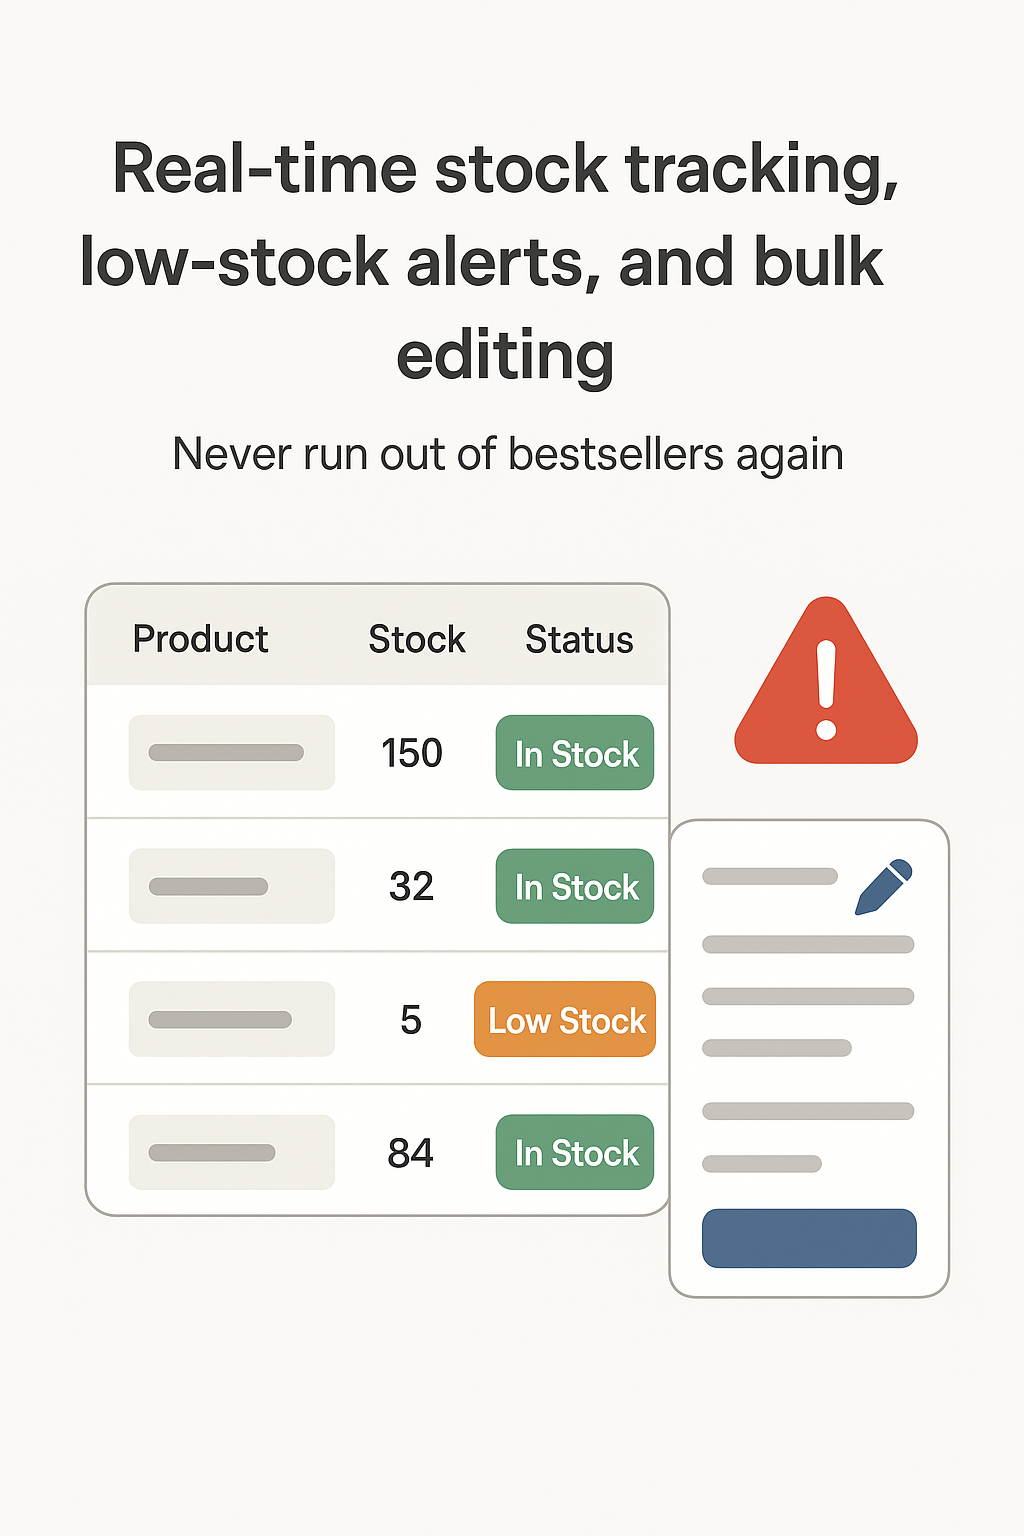 Real-time stock tracking,
low-stock alerts, and bulk
editing
Never run out of bestsellers again
Product Stock Status
150 In Stock
32 In Stock
5 Low Stock
84 In Stock